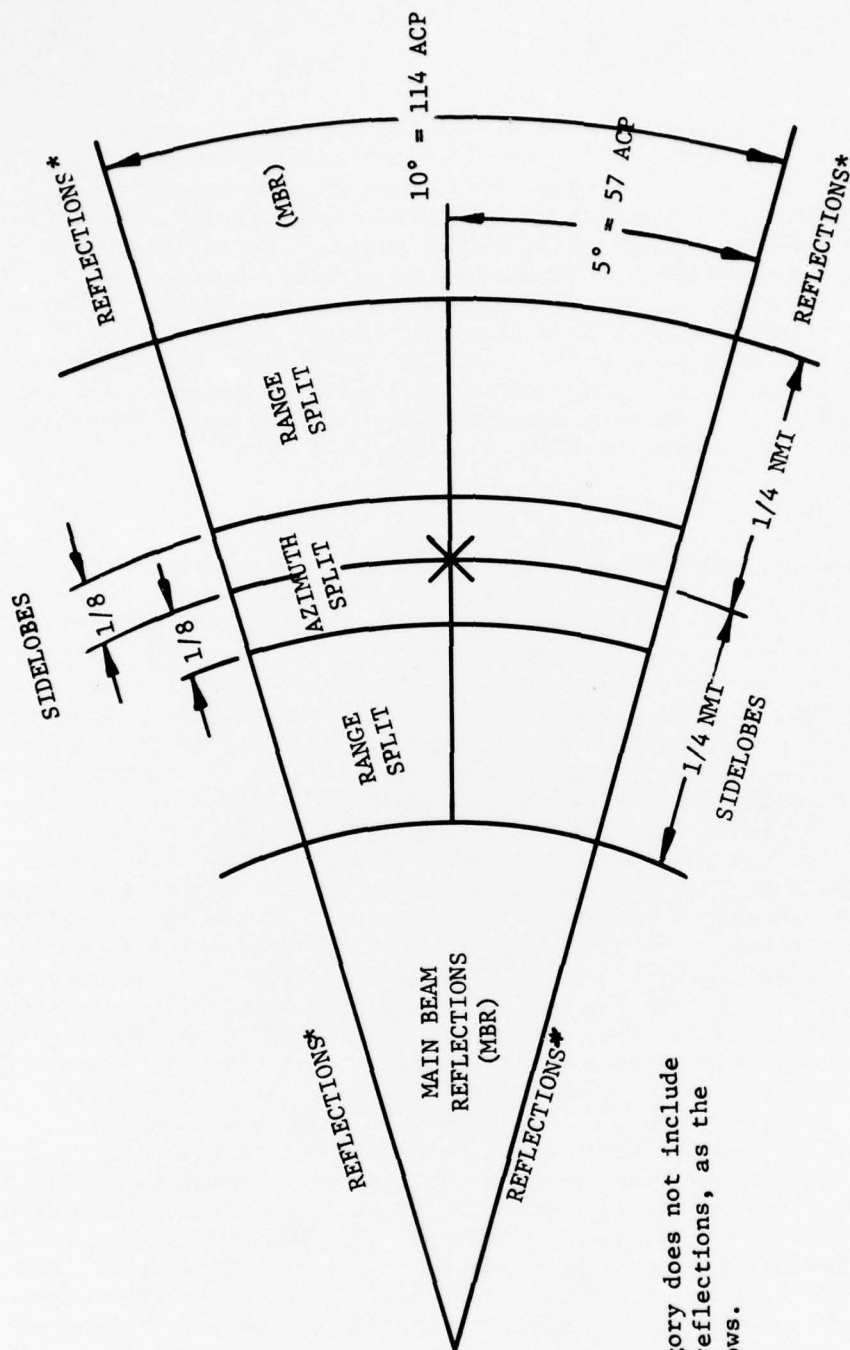 REFLECTIONS*
(MBR)
10° = 114 ACP
5° = 57 ACP
REFLECTIONS*
RANGE
SPLIT
SIDELOBES
1/8
1/8
AZIMUTH
SPLIT
RANGE
SPLIT
1/4 NMI
1/4 NMI
SIDELOBES
REFLECTIONS*
MAIN BEAM
REFLECTIONS
(MBR)
REFLECTIONS*
gory does not include
eflections, as the
ows.